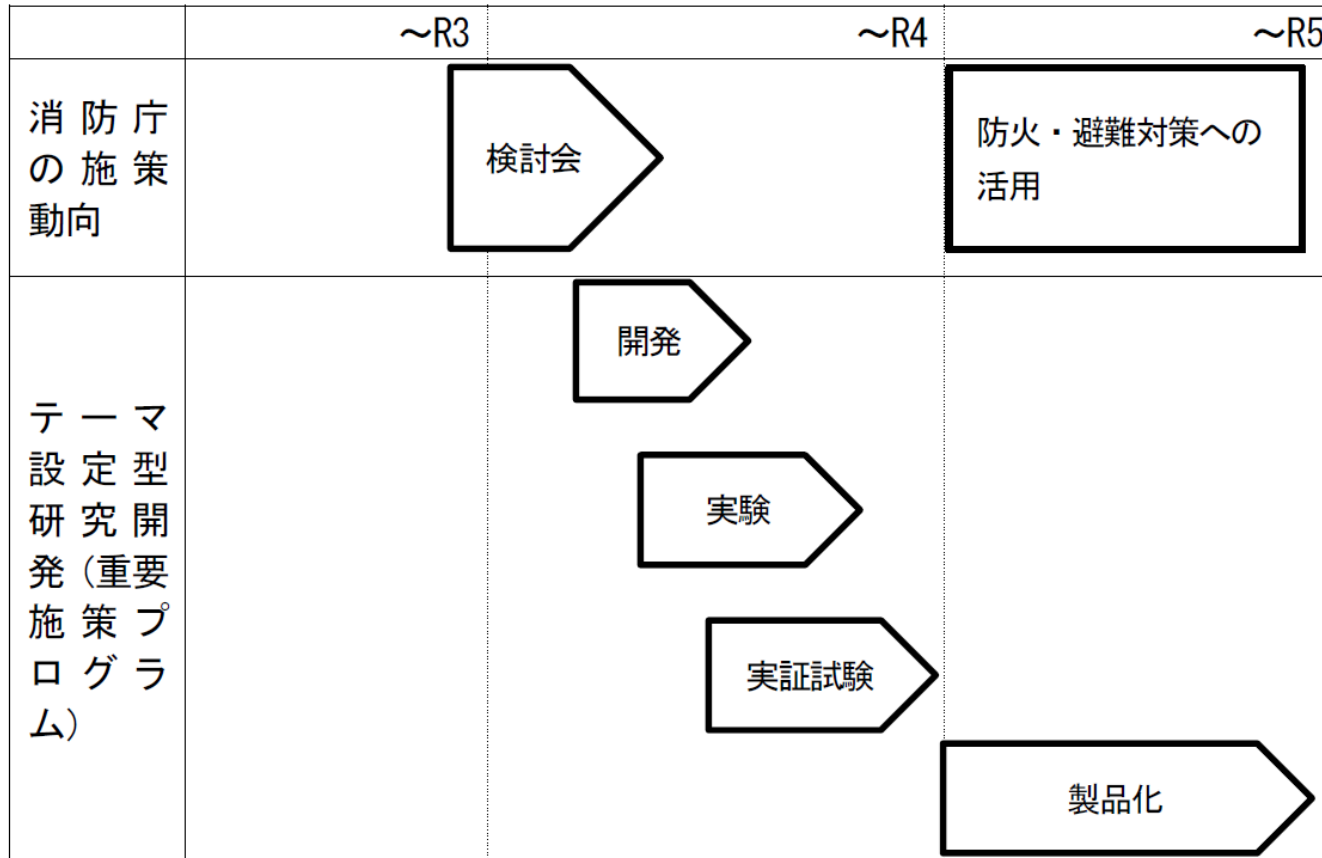 ～R3
～R4
～R5
消防庁
の施策
動向
検討会
防火・避難対策への
活用
テーマ
設定型
研究開
発（重要
施策プ
ログラ
ム）
開発
実験
実証試験
製品化